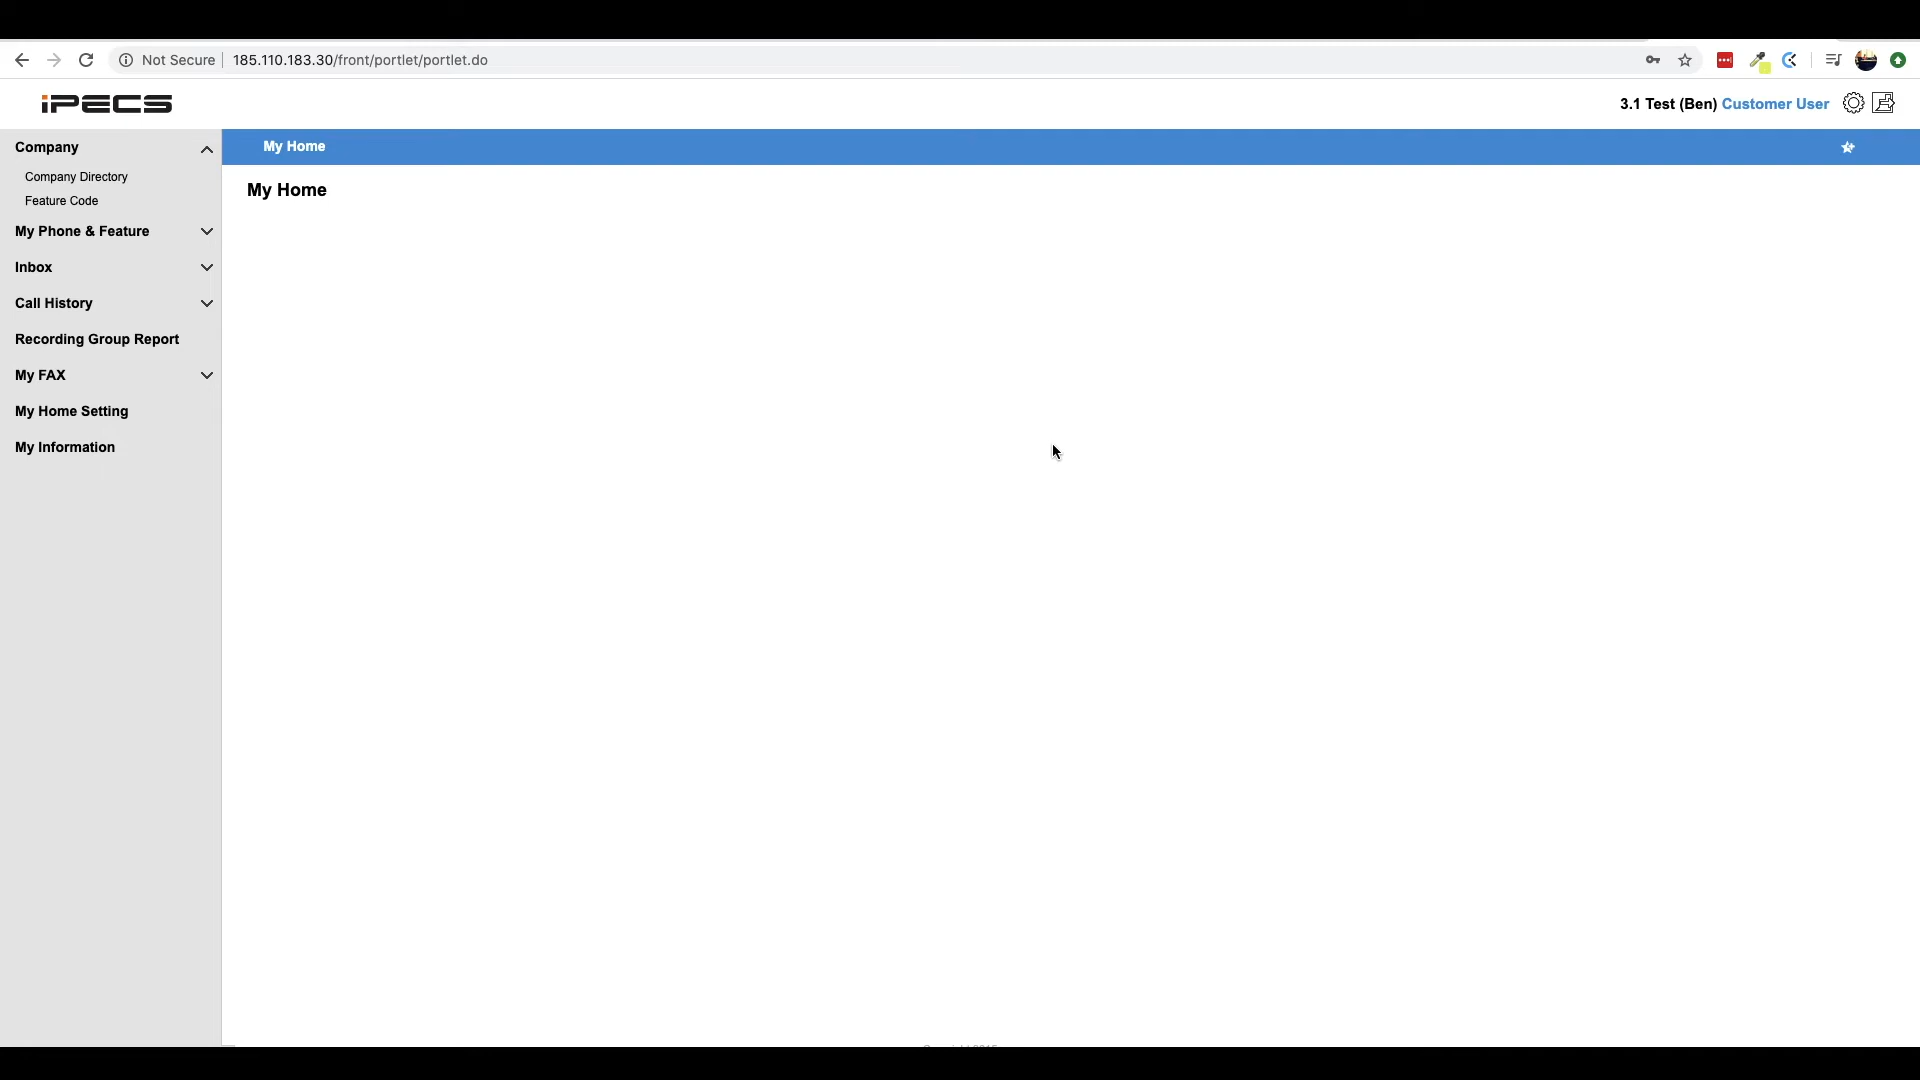 Not Secure 185.110.183.30/front/portlet/portlet.do
iPECS
3.1 Test (Ben) Customer User
Company
My Home
Company Directory
My Home
Feature Code
My Phone & Feature
Inbox
Call History
Recording Group Report
My FAX
My Home Setting
My Information